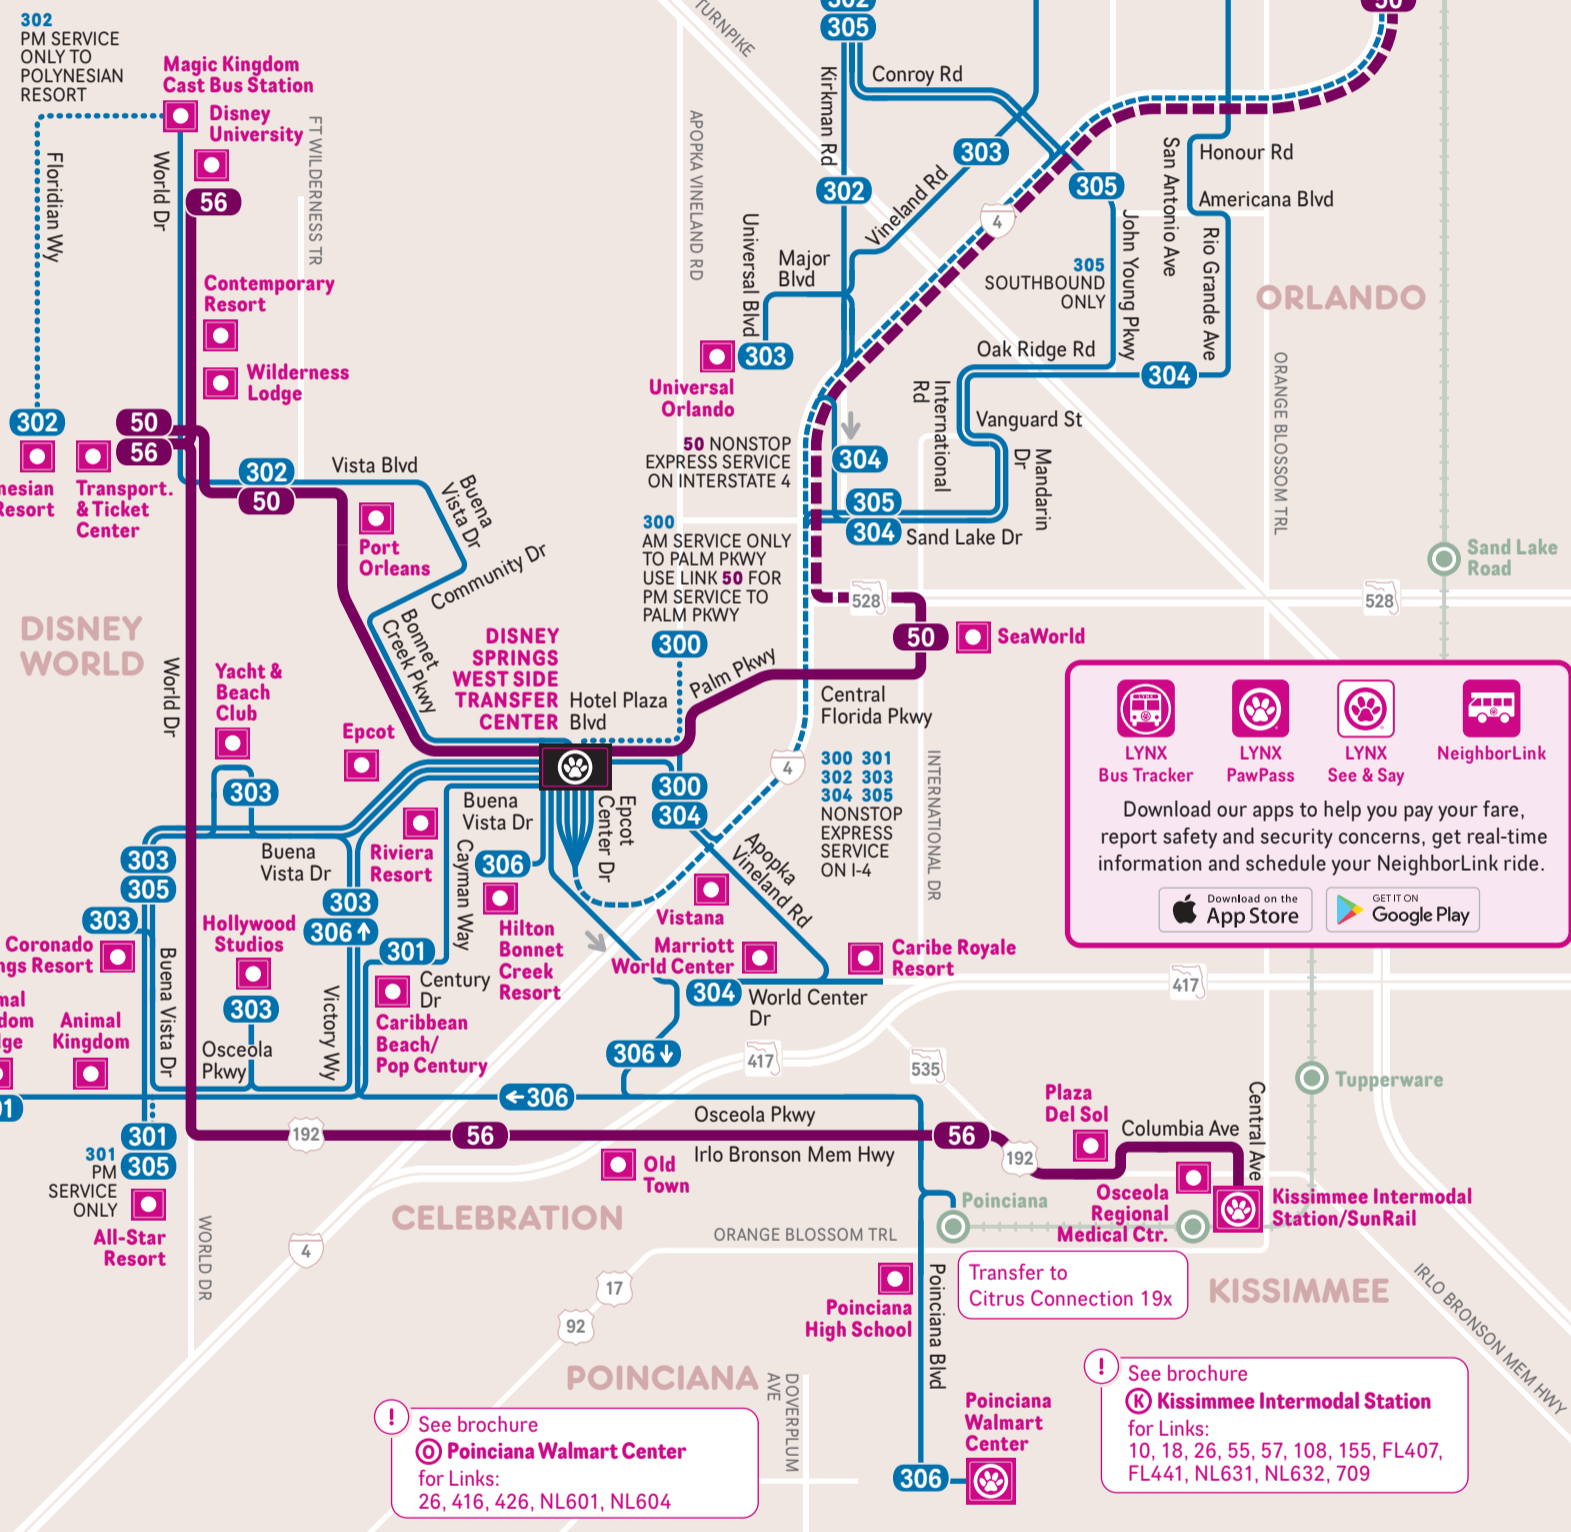 302
PM SERVICE
ONLY TO
POLYNESIAN
RESORT
Magic Kingdom
Cast Bus Station
Disney
University
56
Floridian Wy
World Dr
FT WILDERNESS TR
Contemporary
Resort
Wilderness
Lodge
302
50
56
nesian
Resort
Transport.
& Ticket
Center
302
50
Vista Blvd
Buena
Vista Dr
Community Dr
Port
Orleans
Bonnet
Creek Pkwy
DISNEY
WORLD
World Dr
TURNPIKE
APOPKA VINELAND RD
302
305
50
Conroy Rd
Kirkman Rd
302
303
Vineland Rd
305
4
Universal Blvd
Major
Blvd
303
Universal
Orlando
305
SOUTHBOUND
ONLY
John Young Pkwy
San Antonio Ave
Honour Rd
Americana Blvd
Rio Grande Ave
ORLANDO
Oak Ridge Rd
304
International
Rd
Vanguard St
Mandarin
Dr
ORANGE BLOSSOM TRL
50 NONSTOP
EXPRESS SERVICE
ON INTERSTATE 4
304
305
304
Sand Lake Dr
300
AM SERVICE ONLY
TO PALM PKWY
USE LINK 50 FOR
PM SERVICE TO
PALM PKWY
300
528
528
Sand Lake
Road
50
SeaWorld
Palm Pkwy
Central
Florida Pkwy
DISNEY
SPRINGS
WEST SIDE
TRANSFER
CENTER
Hotel Plaza
Blvd
Yacht &
Beach
Club
Epcot
303
Buena
Vista Dr
Riviera
Resort
Buena
Vista Dr
Cayman Way
306
Epcot
Center Dr
300
304
4
300 301
302 303
304 305
NONSTOP
EXPRESS
SERVICE
ON I-4
INTERNATIONAL DR
Apopka
Vineland Rd
LYNX
LYNX
Bus Tracker
LYNX
PawPass
LYNX
See & Say
NeighborLink
Download our apps to help you pay your fare,
report safety and security concerns, get real-time
information and schedule your NeighborLink ride.
Download on the
App Store
GET IT ON
Google Play
303
305
303
Coronado
ngs Resort
Hollywood
Studios
303
303
306
301
Century
Dr
Caribbean
Beach/
Pop Century
Hilton
Bonnet
Creek
Resort
Vistana
Marriott
World Center
Caribe Royale
Resort
304
World Center
Dr
417
417
535
306
mal
dom
ge
Animal
Kingdom
Buena Vista Dr
Osceola
Pkwy
Victory Wy
01
306
Osceola Pkwy
301
305
301
PM
SERVICE
ONLY
All-Star
Resort
WORLD DR
192
56
56
192
Irlo Bronson Mem Hwy
Old
Town
CELEBRATION
4
Plaza
Del Sol
Columbia Ave
Central Ave
Tupperware
Osceola
Regional
Medical Ctr.
Kissimmee Intermodal
Station/SunRail
Poinciana
ORANGE BLOSSOM TRL
17
92
Transfer to
Citrus Connection 19x
KISSIMMEE
IRLO BRONSON MEM HWY
Poinciana
High School
Poinciana Blvd
POINCIANA
DOVERPLUM
AVE
Poinciana
Walmart
Center
306
! See brochure
O Poinciana Walmart Center
for Links:
26, 416, 426, NL601, NL604
! See brochure
K Kissimmee Intermodal Station
for Links:
10, 18, 26, 55, 57, 108, 155, FL407,
FL441, NL631, NL632, 709